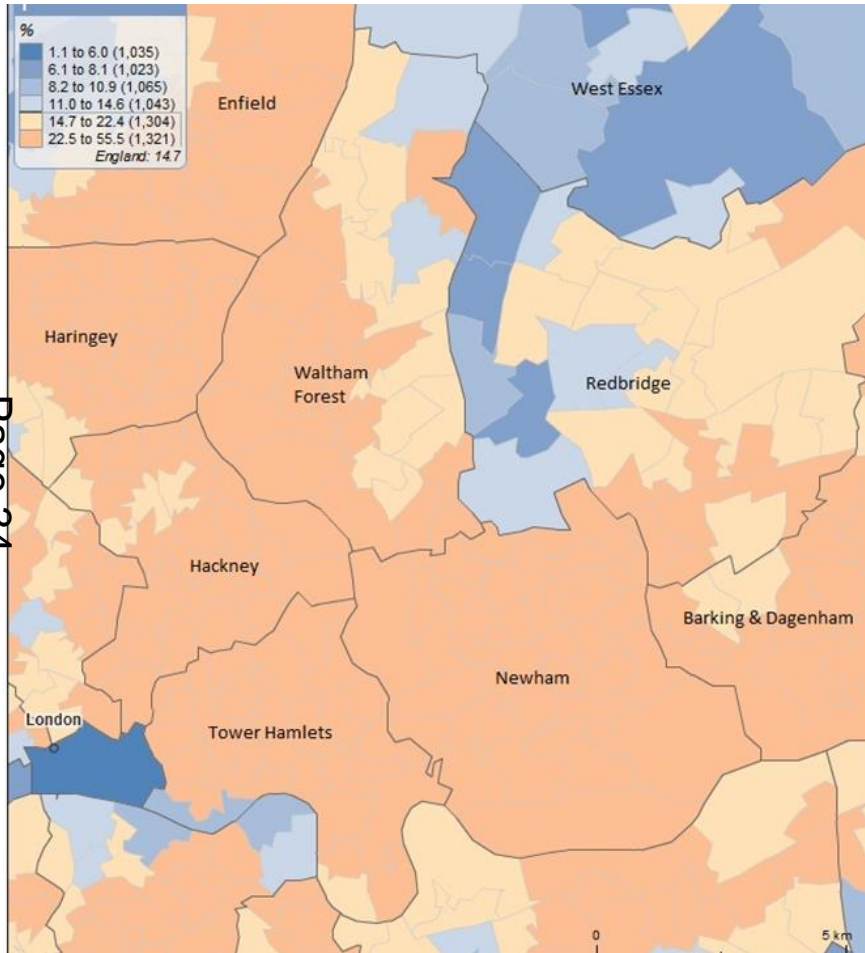 %
1.1 to 6.0 (1,035)
6.1 to 8.1 (1,023)
8.2 to 10.9 (1,065)
11.0 to 14.6 (1,043)
14.7 to 22.4 (1,304)
22.5 to 55.5 (1,321)
England: 14.7
Enfield
West Essex
Haringey
Waltham
Forest
Redbridge
Hackney
Barking & Dagenham
Newham
London
Tower Hamlets
0
5 km